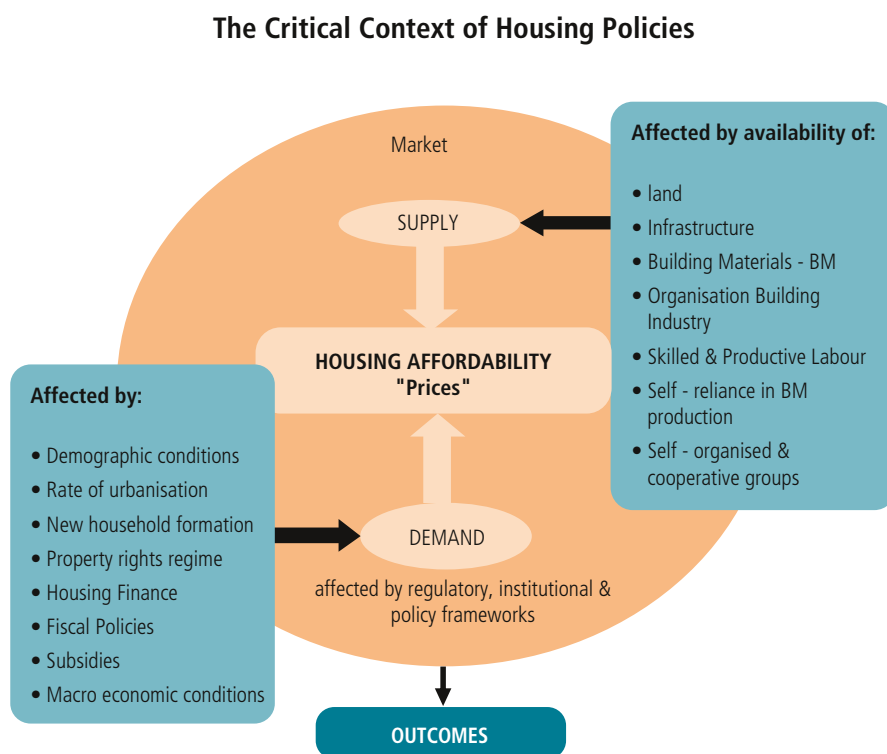 The Critical Context of Housing Policies
Market
SUPPLY
HOUSING AFFORDABILITY
"Prices"
DEMAND
affected by regulatory, institutional &
policy frameworks
OUTCOMES
Affected by availability of:
• land
• Infrastructure
• Building Materials - BM
• Organisation Building
Industry
• Skilled & Productive Labour
• Self - reliance in BM
production
• Self - organised &
cooperative groups
Affected by:
• Demographic conditions
• Rate of urbanisation
• New household formation
• Property rights regime
• Housing Finance
• Fiscal Policies
• Subsidies
• Macro economic conditions